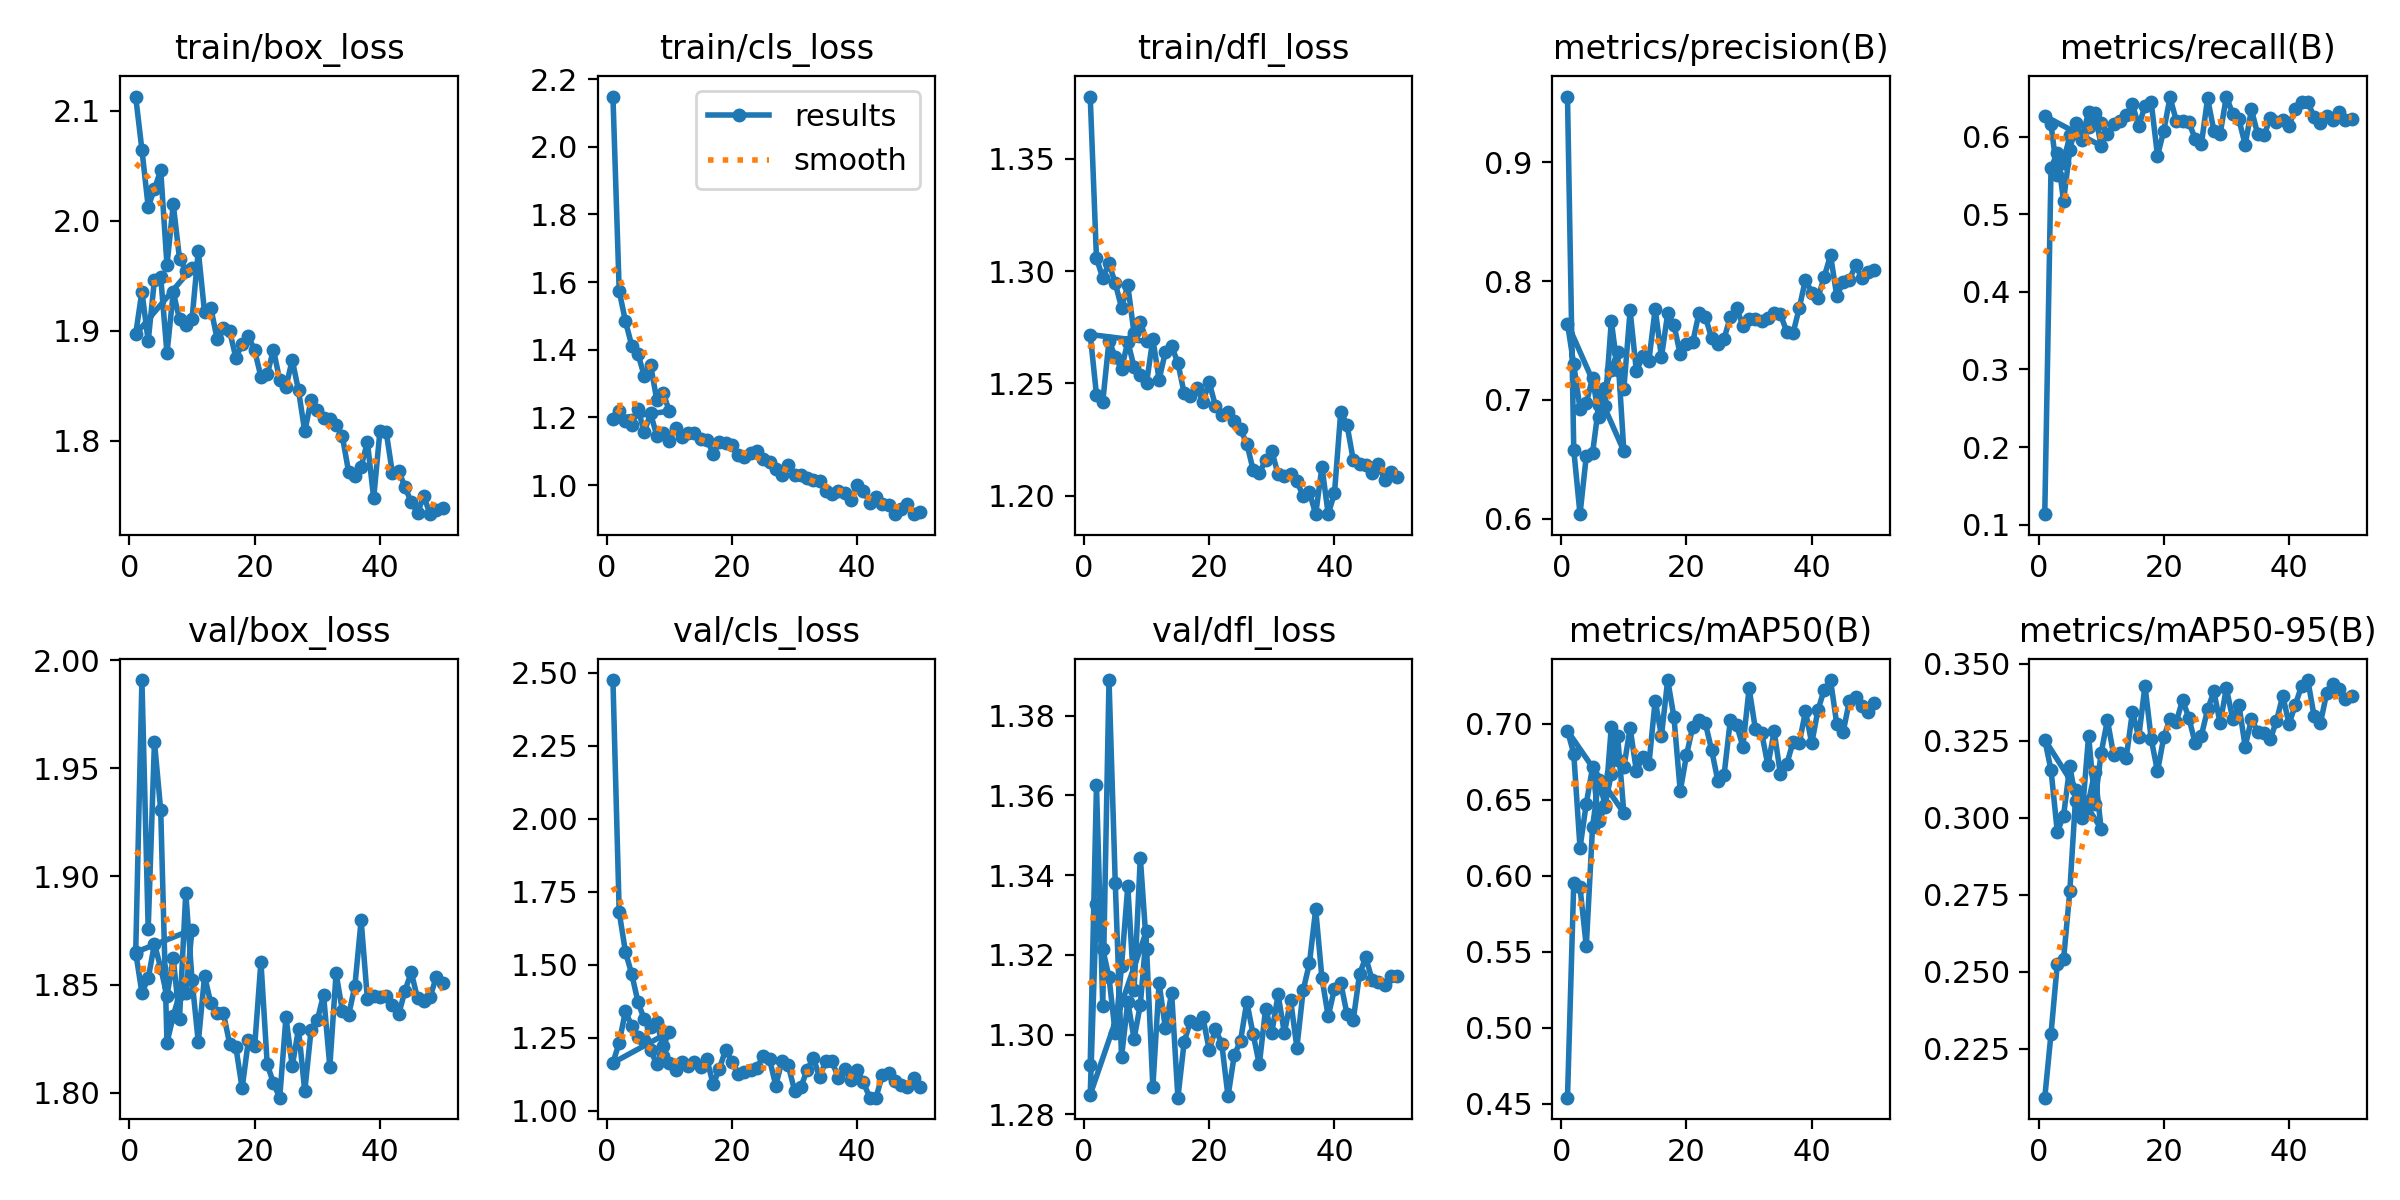 train/box_loss
2.1
2.0
1.9
1.8
0 20 40
train/cls_loss
2.2
2.0
1.8
1.6
1.4
1.2
1.0
results
smooth
0 20 40
train/dfl_loss
1.35
1.30
1.25
1.20
0 20 40
metrics/precision(B)
0.9
0.8
0.7
0.6
0 20 40
metrics/recall(B)
0.6
0.5
0.4
0.3
0.2
0.1
0 20 40
val/box_loss
2.00
1.95
1.90
1.85
1.80
0 20 40
val/cls_loss
2.50
2.25
2.00
1.75
1.50
1.25
1.00
0 20 40
val/dfl_loss
1.38
1.36
1.34
1.32
1.30
1.28
0 20 40
metrics/mAP50(B)
0.70
0.65
0.60
0.55
0.50
0.45
0 20 40
metrics/mAP50-95(B)
0.350
0.325
0.300
0.275
0.250
0.225
0 20 40